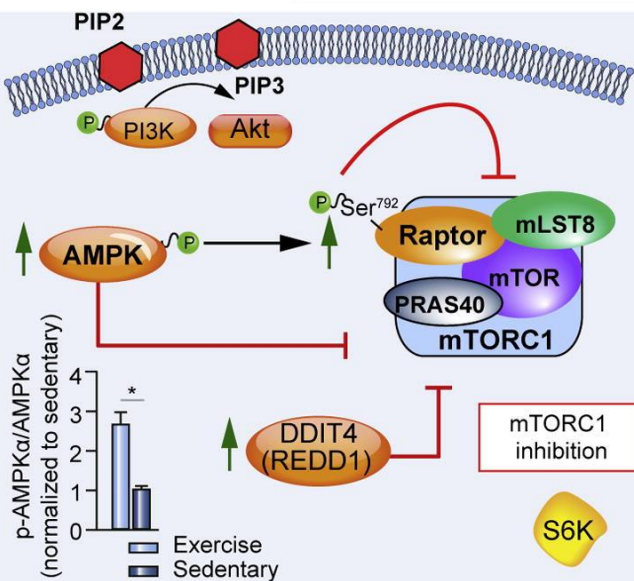 PIP2
PIP3
P
PI3K
Akt
P
Ser792
AMPK
P
Raptor
mLST8
mTOR
PRAS40
mTORC1
DDIT4
(REDD1)
mTORC1
inhibition
S6K
p-AMPKα/AMPKα
(normalized to sedentary)
4
3
2
1
0
*
Exercise
Sedentary